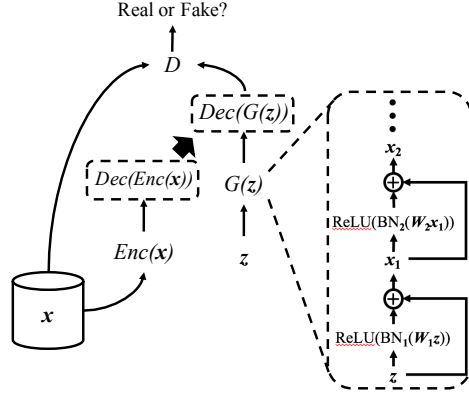 Real or Fake?
D
Dec(G(z))
Dec(Enc(x))
G(z)
Enc(x)
z
x
x₂
+
ReLU(BN₂(W₂x₁))
x₁
+
ReLU(BN₁(W₁z))
z